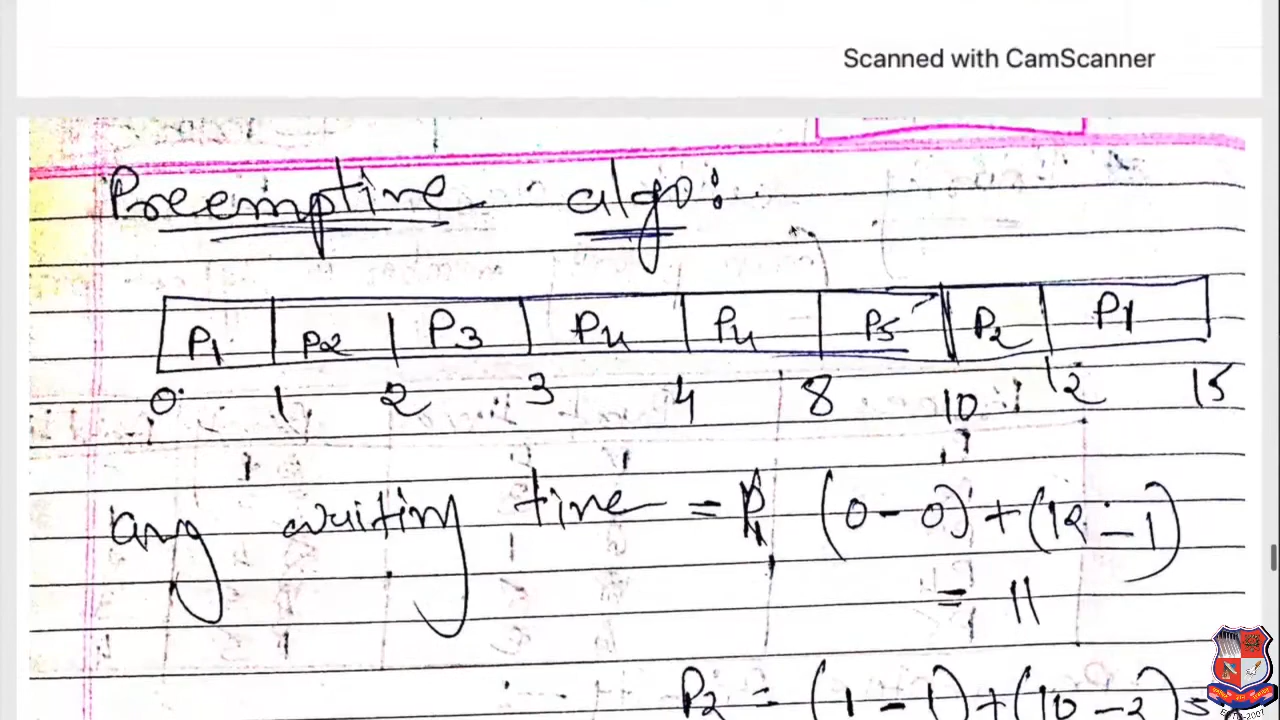 Scanned with CamScanner
Preemptive algo:
P1 P2 P3 P4 P4 P5 P2 P1
0 1 2 3 4 8 10 12 15
avg waiting time = P1 (0-0) + (12-1)
= 11
P2 = (1-1) + (10-2) =